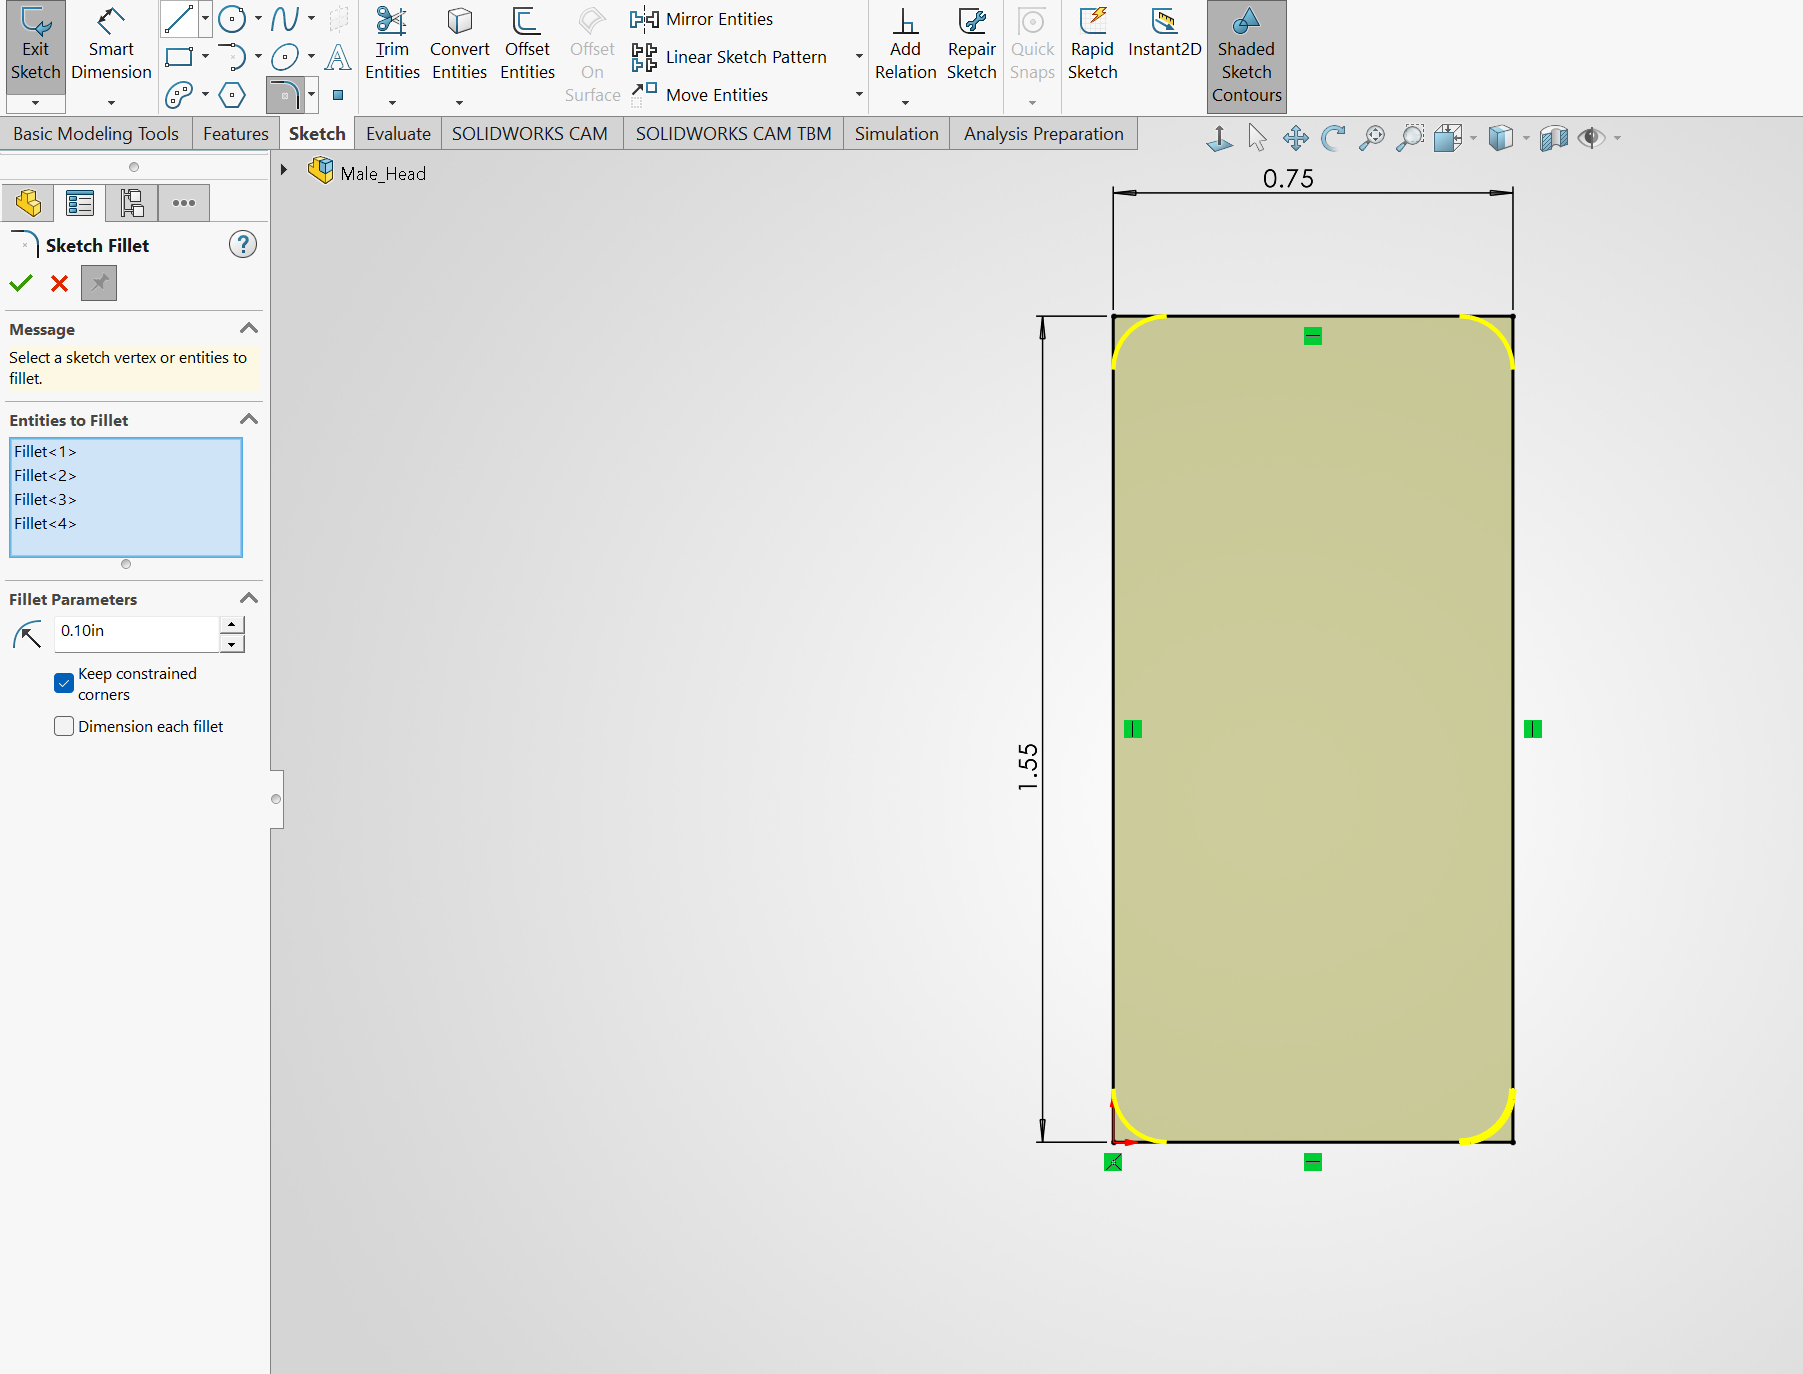 Exit
Sketch
Smart
Dimension
Trim
Entities
Convert
Entities
Offset
Entities
Offset
On
Surface
Mirror Entities
Linear Sketch Pattern
Move Entities
Add
Relation
Repair
Sketch
Quick
Snaps
Rapid
Sketch
Instant2D
Shaded
Sketch
Contours
Basic Modeling Tools
Features
Sketch
Evaluate
SOLIDWORKS CAM
SOLIDWORKS CAM TBM
Simulation
Analysis Preparation
Male_Head
Sketch Fillet
?
Message
Select a sketch vertex or entities to
fillet.
Entities to Fillet
Fillet<1>
Fillet<2>
Fillet<3>
Fillet<4>
Fillet Parameters
0.10in
Keep constrained
corners
Dimension each fillet
0.75
1.55